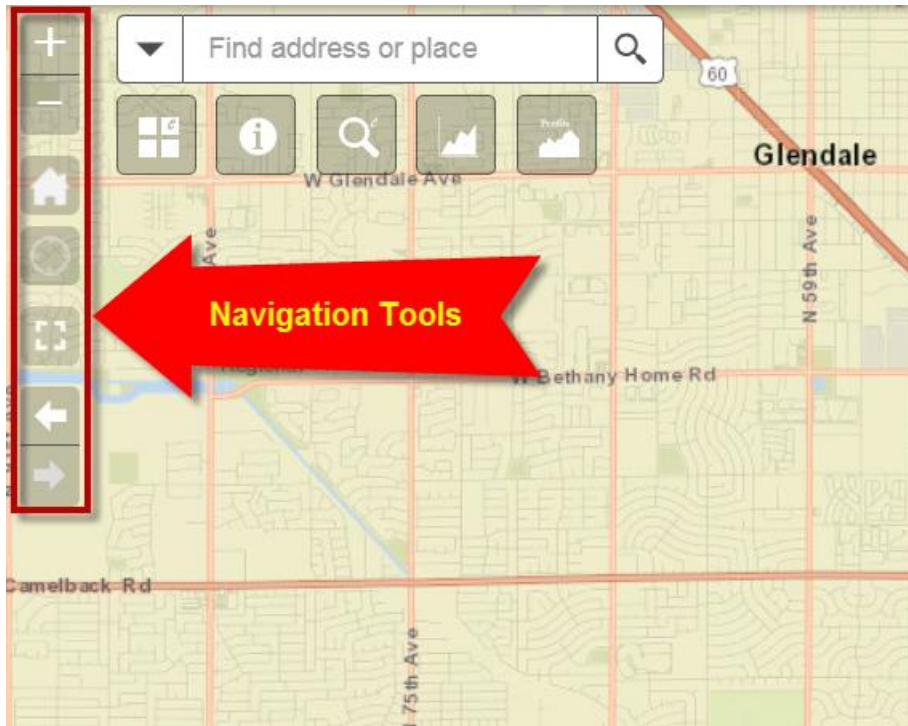 Find address or place
60
Profile
Glendale
W Glendale Ave
Ave
N 59th Ave
Navigation Tools
W Bethany Home Rd
Camelback Rd
75th Ave